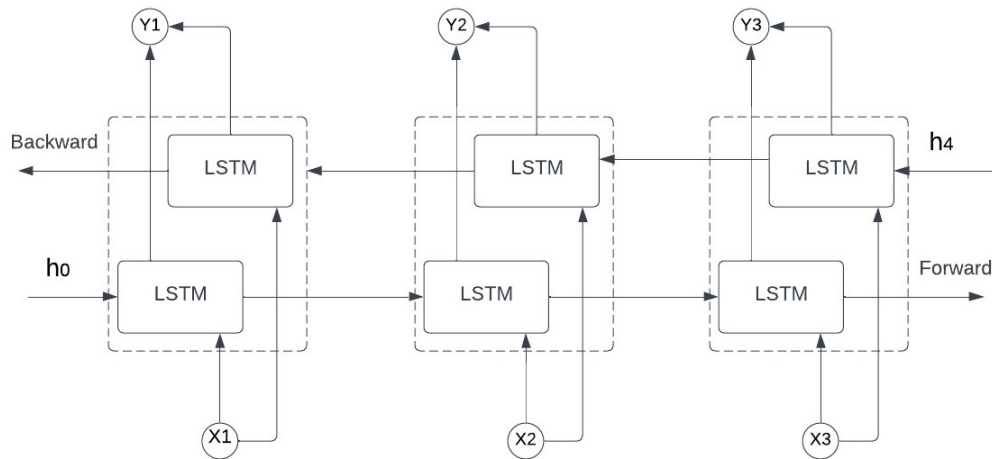 Y1
Y2
Y3
Backward
LSTM
LSTM
LSTM
h4
h0
LSTM
LSTM
LSTM
Forward
X1
X2
X3